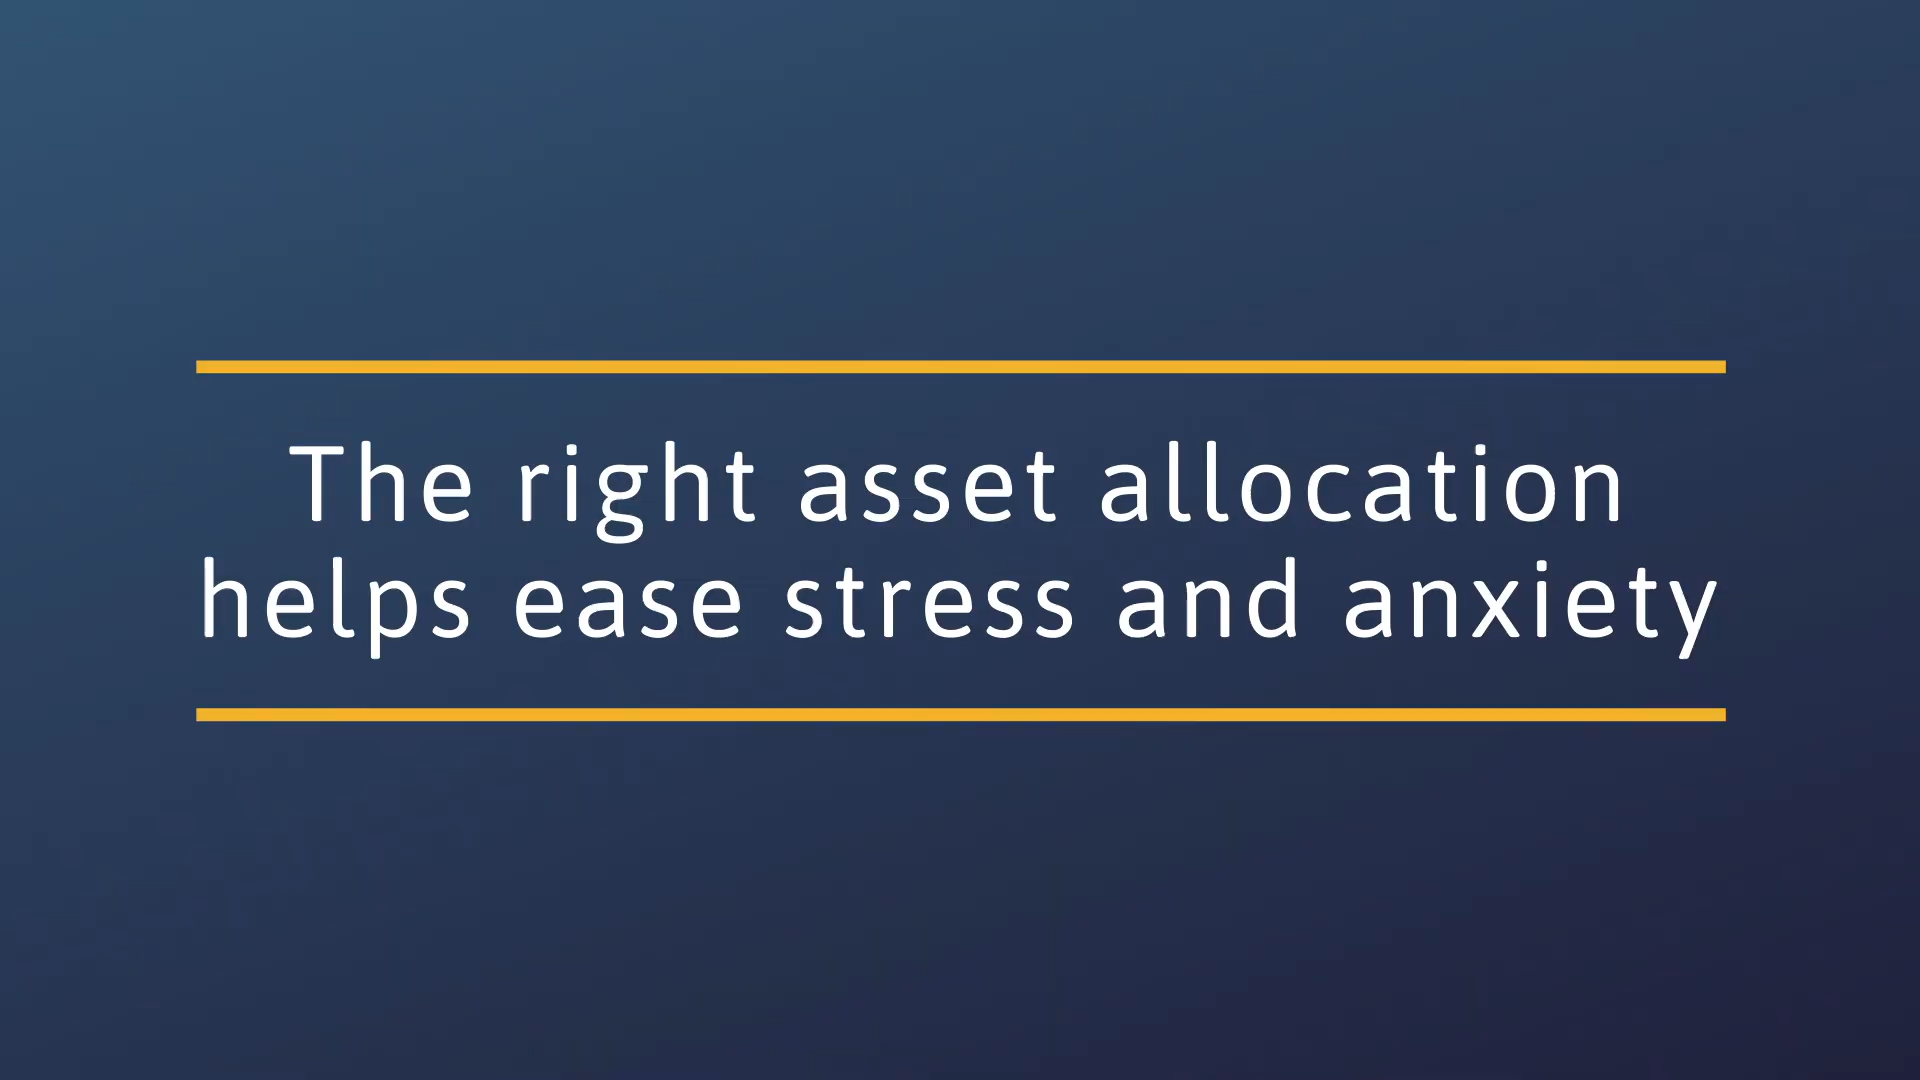 The right asset allocation
helps ease stress and anxiety